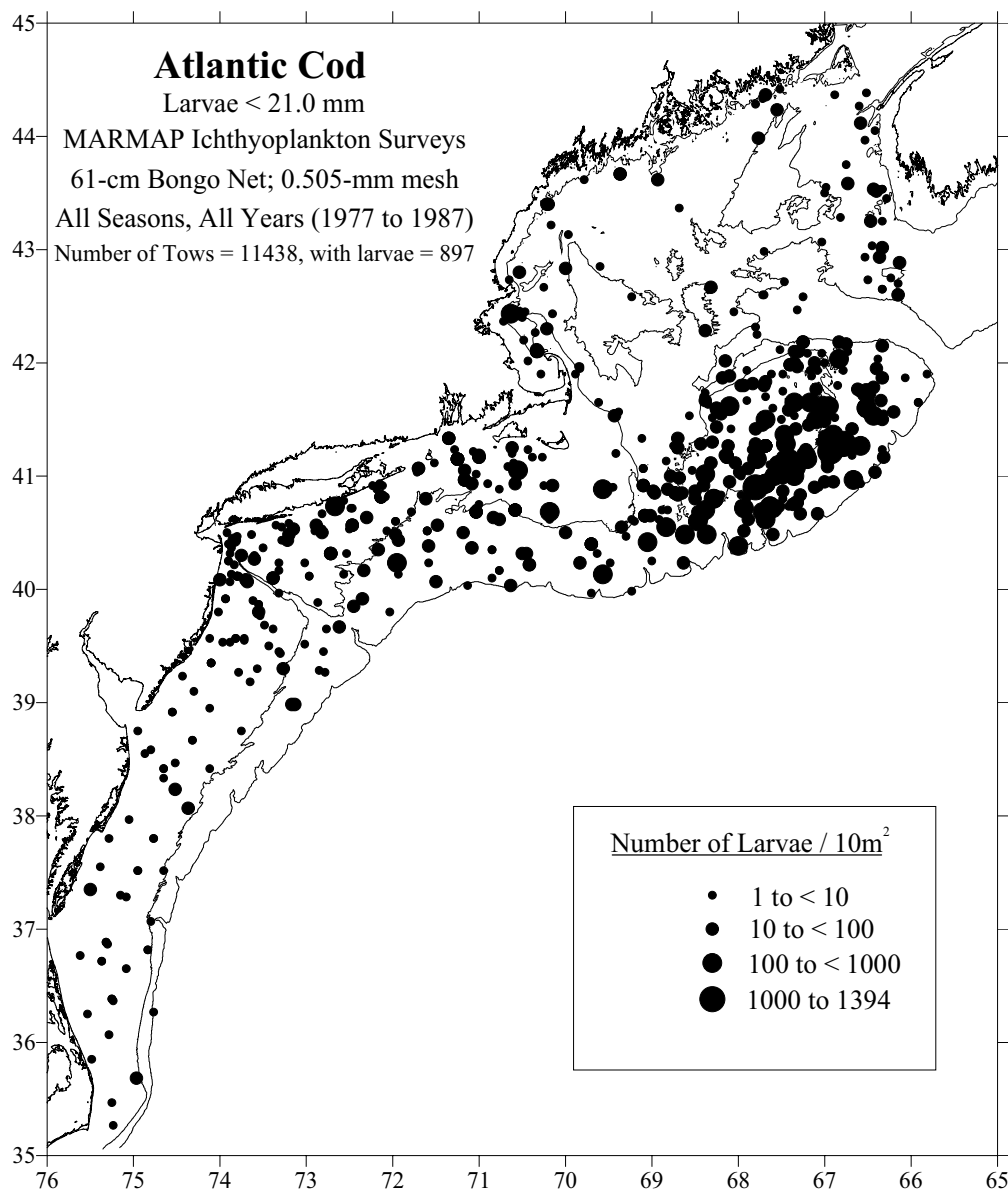 Atlantic Cod
Larvae < 21.0 mm
MARMAP Ichthyoplankton Surveys
61-cm Bongo Net; 0.505-mm mesh
All Seasons, All Years (1977 to 1987)
Number of Tows = 11438, with larvae = 897
45
44
43
42
41
40
39
38
37
36
35
Number of Larvae / 10m²
1 to < 10
10 to < 100
100 to < 1000
1000 to 1394
76 75 74 73 72 71 70 69 68 67 66 65